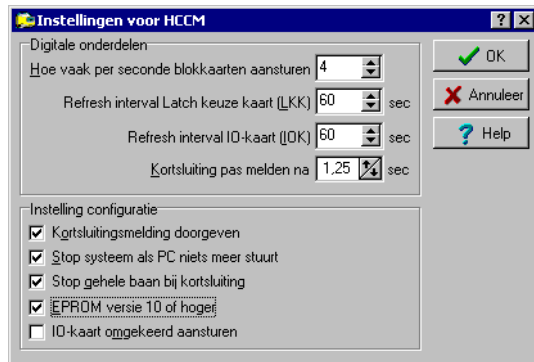 Instellingen voor HCCM
Digitale onderdelen
Hoe vaak per seconde blokkaarten aansturen 4
Refresh interval Latch keuze kaart (LKK) 60 sec
Refresh interval IO-kaart (IOK) 60 sec
Kortsluiting pas melden na 1,25 sec
Instelling configuratie
Kortsluitingsmelding doorgeven
Stop systeem als PC niets meer stuurt
Stop gehele baan bij kortsluiting
EPROM versie 10 of hoger
IO-kaart omgekeerd aansturen
OK
Annuleer
Help